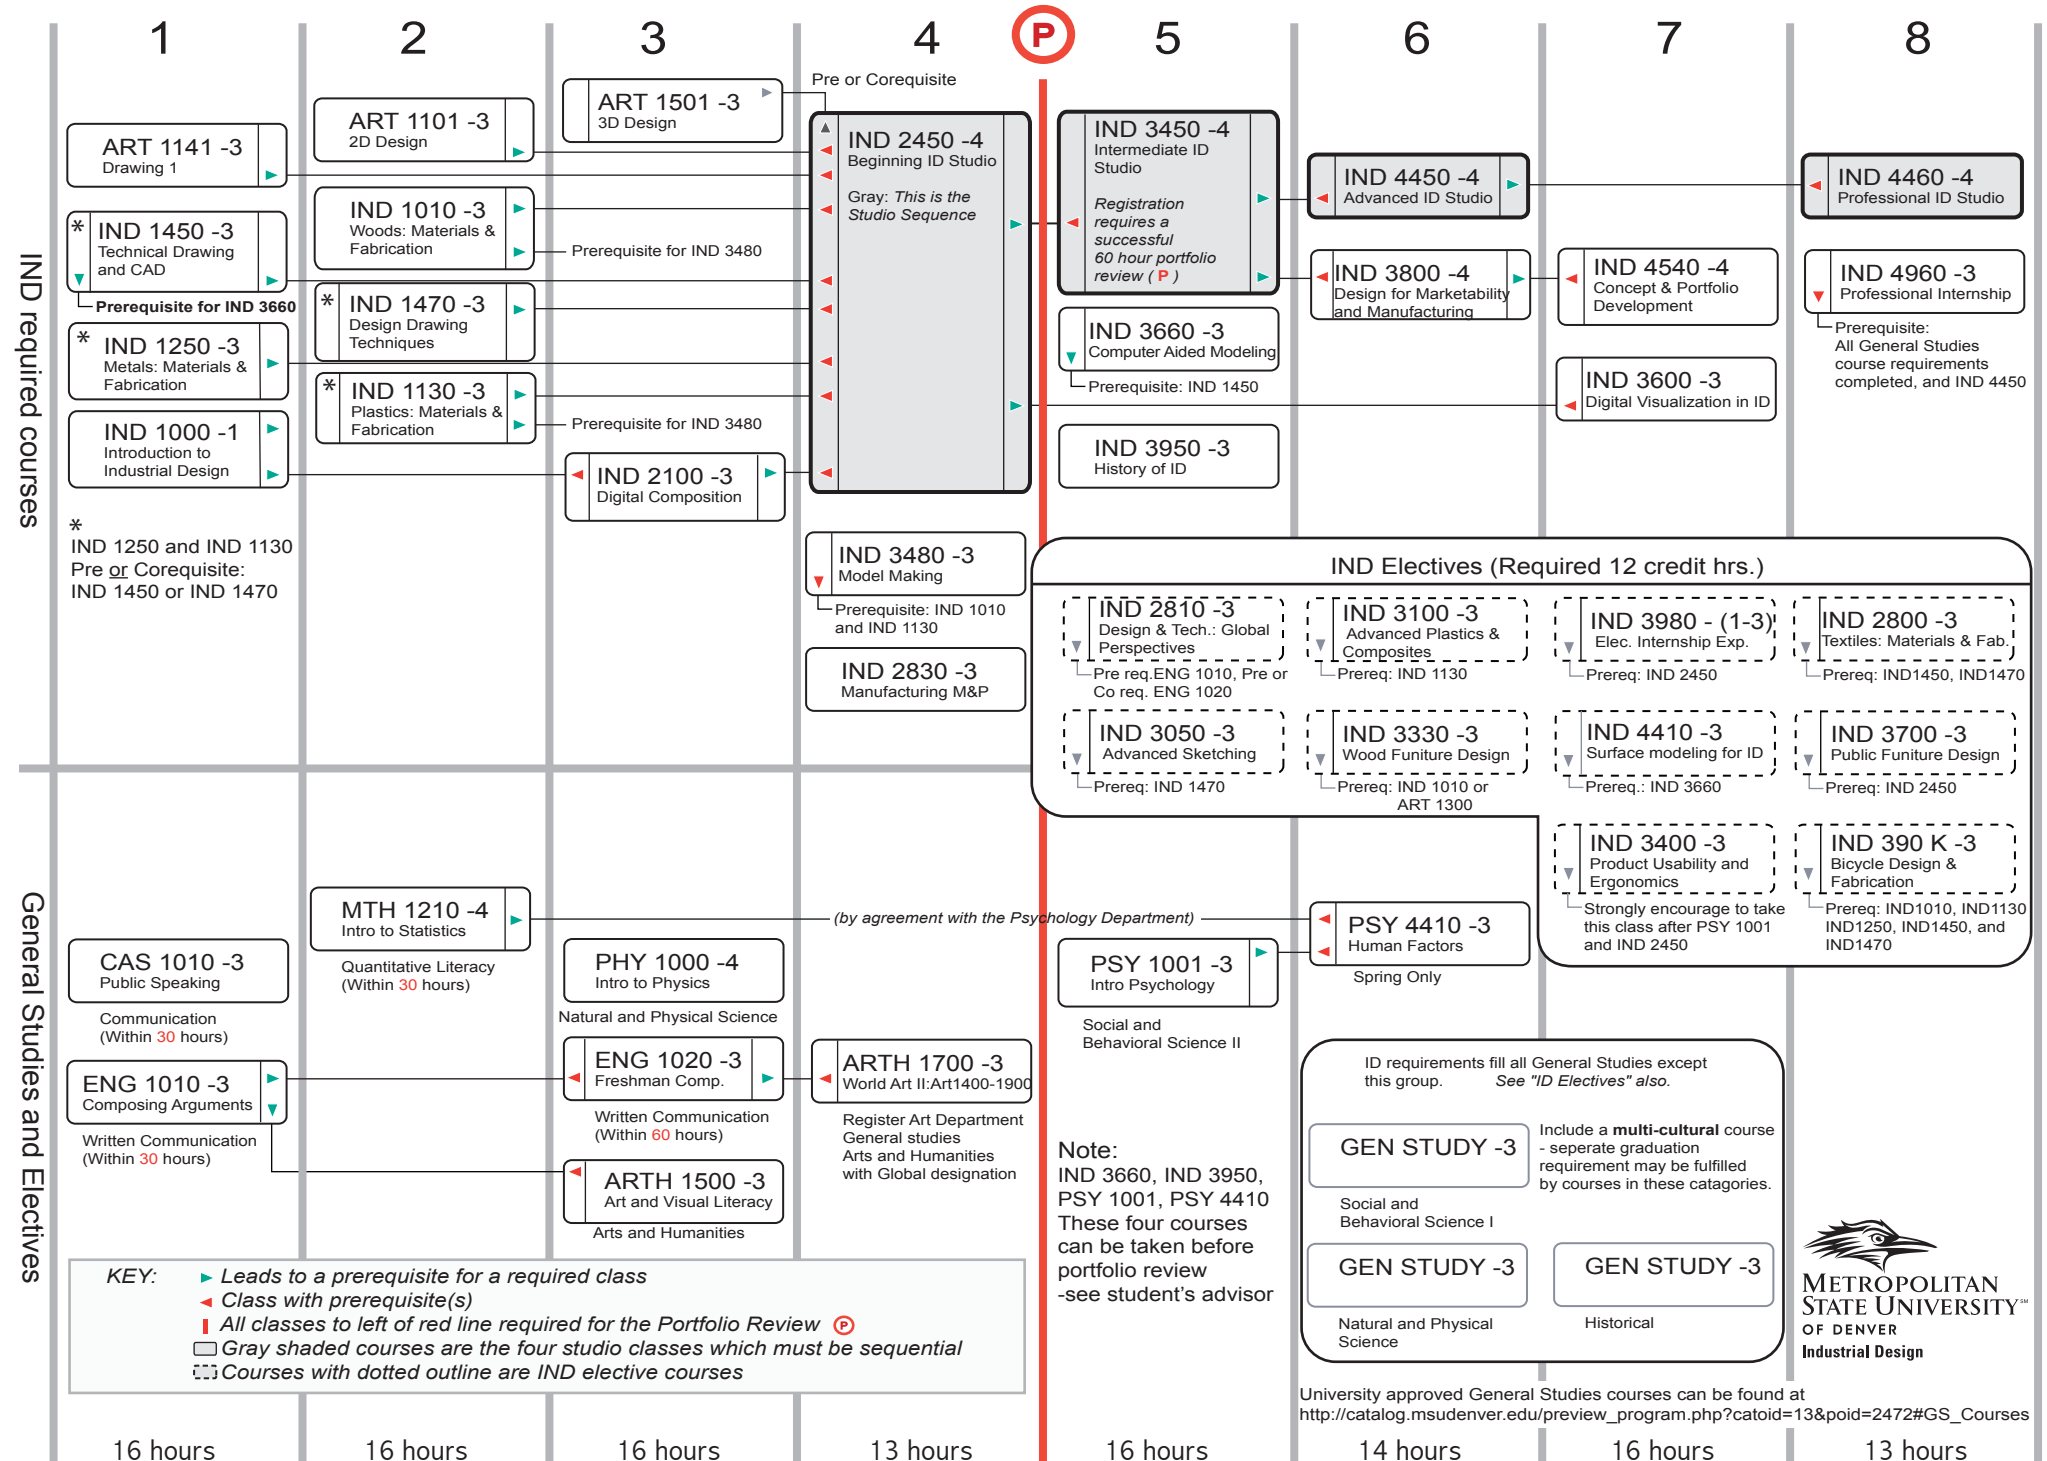 1
2
3
4
P
5
6
7
8
IND required courses
General Studies and Electives
ART 1141 -3
Drawing 1
* IND 1450 -3
Technical Drawing
and CAD
Prerequisite for IND 3660
* IND 1250 -3
Metals: Materials &
Fabrication
IND 1000 -1
Introduction to
Industrial Design
*
IND 1250 and IND 1130
Pre or Corequisite:
IND 1450 or IND 1470
ART 1101 -3
2D Design
IND 1010 -3
Woods: Materials &
Fabrication
Prerequisite for IND 3480
* IND 1470 -3
Design Drawing
Techniques
* IND 1130 -3
Plastics: Materials &
Fabrication
Prerequisite for IND 3480
ART 1501 -3
3D Design
IND 2100 -3
Digital Composition
Pre or Corequisite
IND 2450 -4
Beginning ID Studio
Gray: This is the
Studio Sequence
IND 3480 -3
Model Making
Prerequisite: IND 1010
and IND 1130
IND 2830 -3
Manufacturing M&P
IND 3450 -4
Intermediate ID
Studio
Registration
requires a
successful
60 hour portfolio
review ( P )
IND 3660 -3
Computer Aided Modeling
Prerequisite: IND 1450
IND 3950 -3
History of ID
IND 4450 -4
Advanced ID Studio
IND 3800 -4
Design for Marketability
and Manufacturing
IND 4540 -4
Concept & Portfolio
Development
IND 3600 -3
Digital Visualization in ID
IND 4460 -4
Professional ID Studio
IND 4960 -3
Professional Internship
Prerequisite:
All General Studies
course requirements
completed, and IND 4450
IND Electives (Required 12 credit hrs.)
IND 2810 -3
Design & Tech.: Global
Perspectives
Pre req.ENG 1010, Pre or
Co req. ENG 1020
IND 3100 -3
Advanced Plastics &
Composites
Prereq: IND 1130
IND 3980 - (1-3)
Elec. Internship Exp.
Prereq: IND 2450
IND 2800 -3
Textiles: Materials & Fab.
Prereq: IND1450, IND1470
IND 3050 -3
Advanced Sketching
Prereq: IND 1470
IND 3330 -3
Wood Funiture Design
Prereq: IND 1010 or
ART 1300
IND 4410 -3
Surface modeling for ID
Prereq.: IND 3660
IND 3700 -3
Public Funiture Design
Prereq: IND 2450
IND 3400 -3
Product Usability and
Ergonomics
Strongly encourage to take
this class after PSY 1001
and IND 2450
IND 390 K -3
Bicycle Design &
Fabrication
Prereq: IND1010, IND1130
IND1250, IND1450, and
IND1470
CAS 1010 -3
Public Speaking
Communication
(Within 30 hours)
ENG 1010 -3
Composing Arguments
Written Communication
(Within 30 hours)
MTH 1210 -4
Intro to Statistics
Quantitative Literacy
(Within 30 hours)
(by agreement with the Psychology Department)
PHY 1000 -4
Intro to Physics
Natural and Physical Science
ENG 1020 -3
Freshman Comp.
Written Communication
(Within 60 hours)
ARTH 1500 -3
Art and Visual Literacy
Arts and Humanities
ARTH 1700 -3
World Art II:Art1400-1900
Register Art Department
General studies
Arts and Humanities
with Global designation
PSY 1001 -3
Intro Psychology
Social and
Behavioral Science II
PSY 4410 -3
Human Factors
Spring Only
Note:
IND 3660, IND 3950,
PSY 1001, PSY 4410
These four courses
can be taken before
portfolio review
-see student's advisor
ID requirements fill all General Studies except
this group. See "ID Electives" also.
GEN STUDY -3
Social and
Behavioral Science I
Include a multi-cultural course
- seperate graduation
requirement may be fulfilled
by courses in these catagories.
GEN STUDY -3
Natural and Physical
Science
GEN STUDY -3
Historical
METROPOLITAN
STATE UNIVERSITY℠
OF DENVER
Industrial Design
KEY:
Leads to a prerequisite for a required class
Class with prerequisite(s)
All classes to left of red line required for the Portfolio Review P
Gray shaded courses are the four studio classes which must be sequential
Courses with dotted outline are IND elective courses
University approved General Studies courses can be found at
http://catalog.msudenver.edu/preview_program.php?catoid=13&poid=2472#GS_Courses
16 hours
16 hours
16 hours
13 hours
16 hours
14 hours
16 hours
13 hours